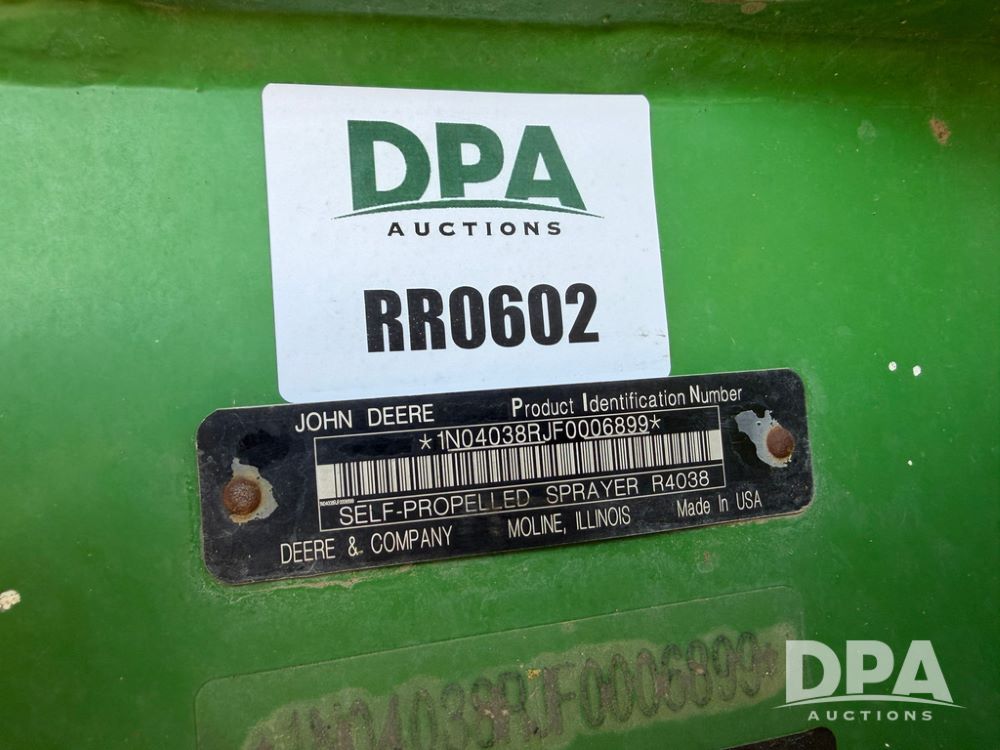 DPA
AUCTIONS
RR0602
JOHN DEERE Product Identification Number
*1N04038RJF0006899*
SELF-PROPELLED SPRAYER R4038
DEERE & COMPANY MOLINE, ILLINOIS Made In USA
1N04038RJF0006899*
DPA
AUCTIONS